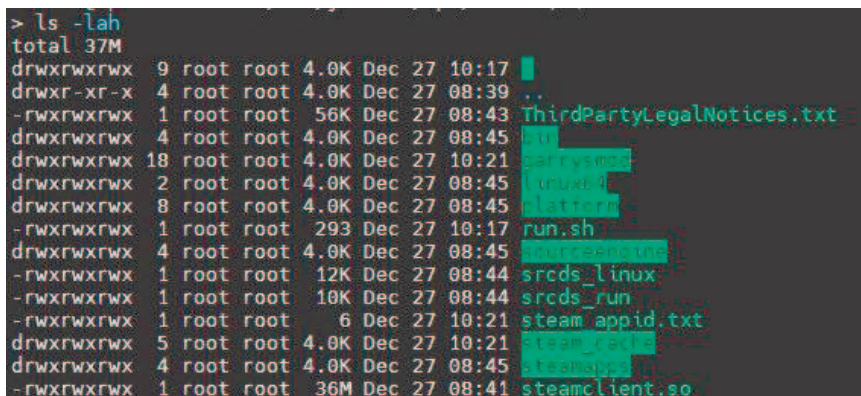 > ls -lah
total 37M
drwxrwxrwx 9 root root 4.0K Dec 27 10:17 .
drwxr-xr-x 4 root root 4.0K Dec 27 08:39 ..
-rwxrwxrwx 1 root root 56K Dec 27 08:43 ThirdPartyLegalNotices.txt
drwxrwxrwx 4 root root 4.0K Dec 27 08:45 bin
drwxrwxrwx 18 root root 4.0K Dec 27 10:21 garrysmod
drwxrwxrwx 2 root root 4.0K Dec 27 08:45 linux64
drwxrwxrwx 8 root root 4.0K Dec 27 08:45 platform
-rwxrwxrwx 1 root root 293 Dec 27 10:17 run.sh
drwxrwxrwx 4 root root 4.0K Dec 27 08:45 sourceengine
-rwxrwxrwx 1 root root 12K Dec 27 08:44 srcds_linux
-rwxrwxrwx 1 root root 10K Dec 27 08:44 srcds_run
-rwxrwxrwx 1 root root 6 Dec 27 10:21 steam_appid.txt
drwxrwxrwx 5 root root 4.0K Dec 27 10:21 steam_cache
drwxrwxrwx 4 root root 4.0K Dec 27 08:45 steamapps
-rwxrwxrwx 1 root root 36M Dec 27 08:41 steamclient.so